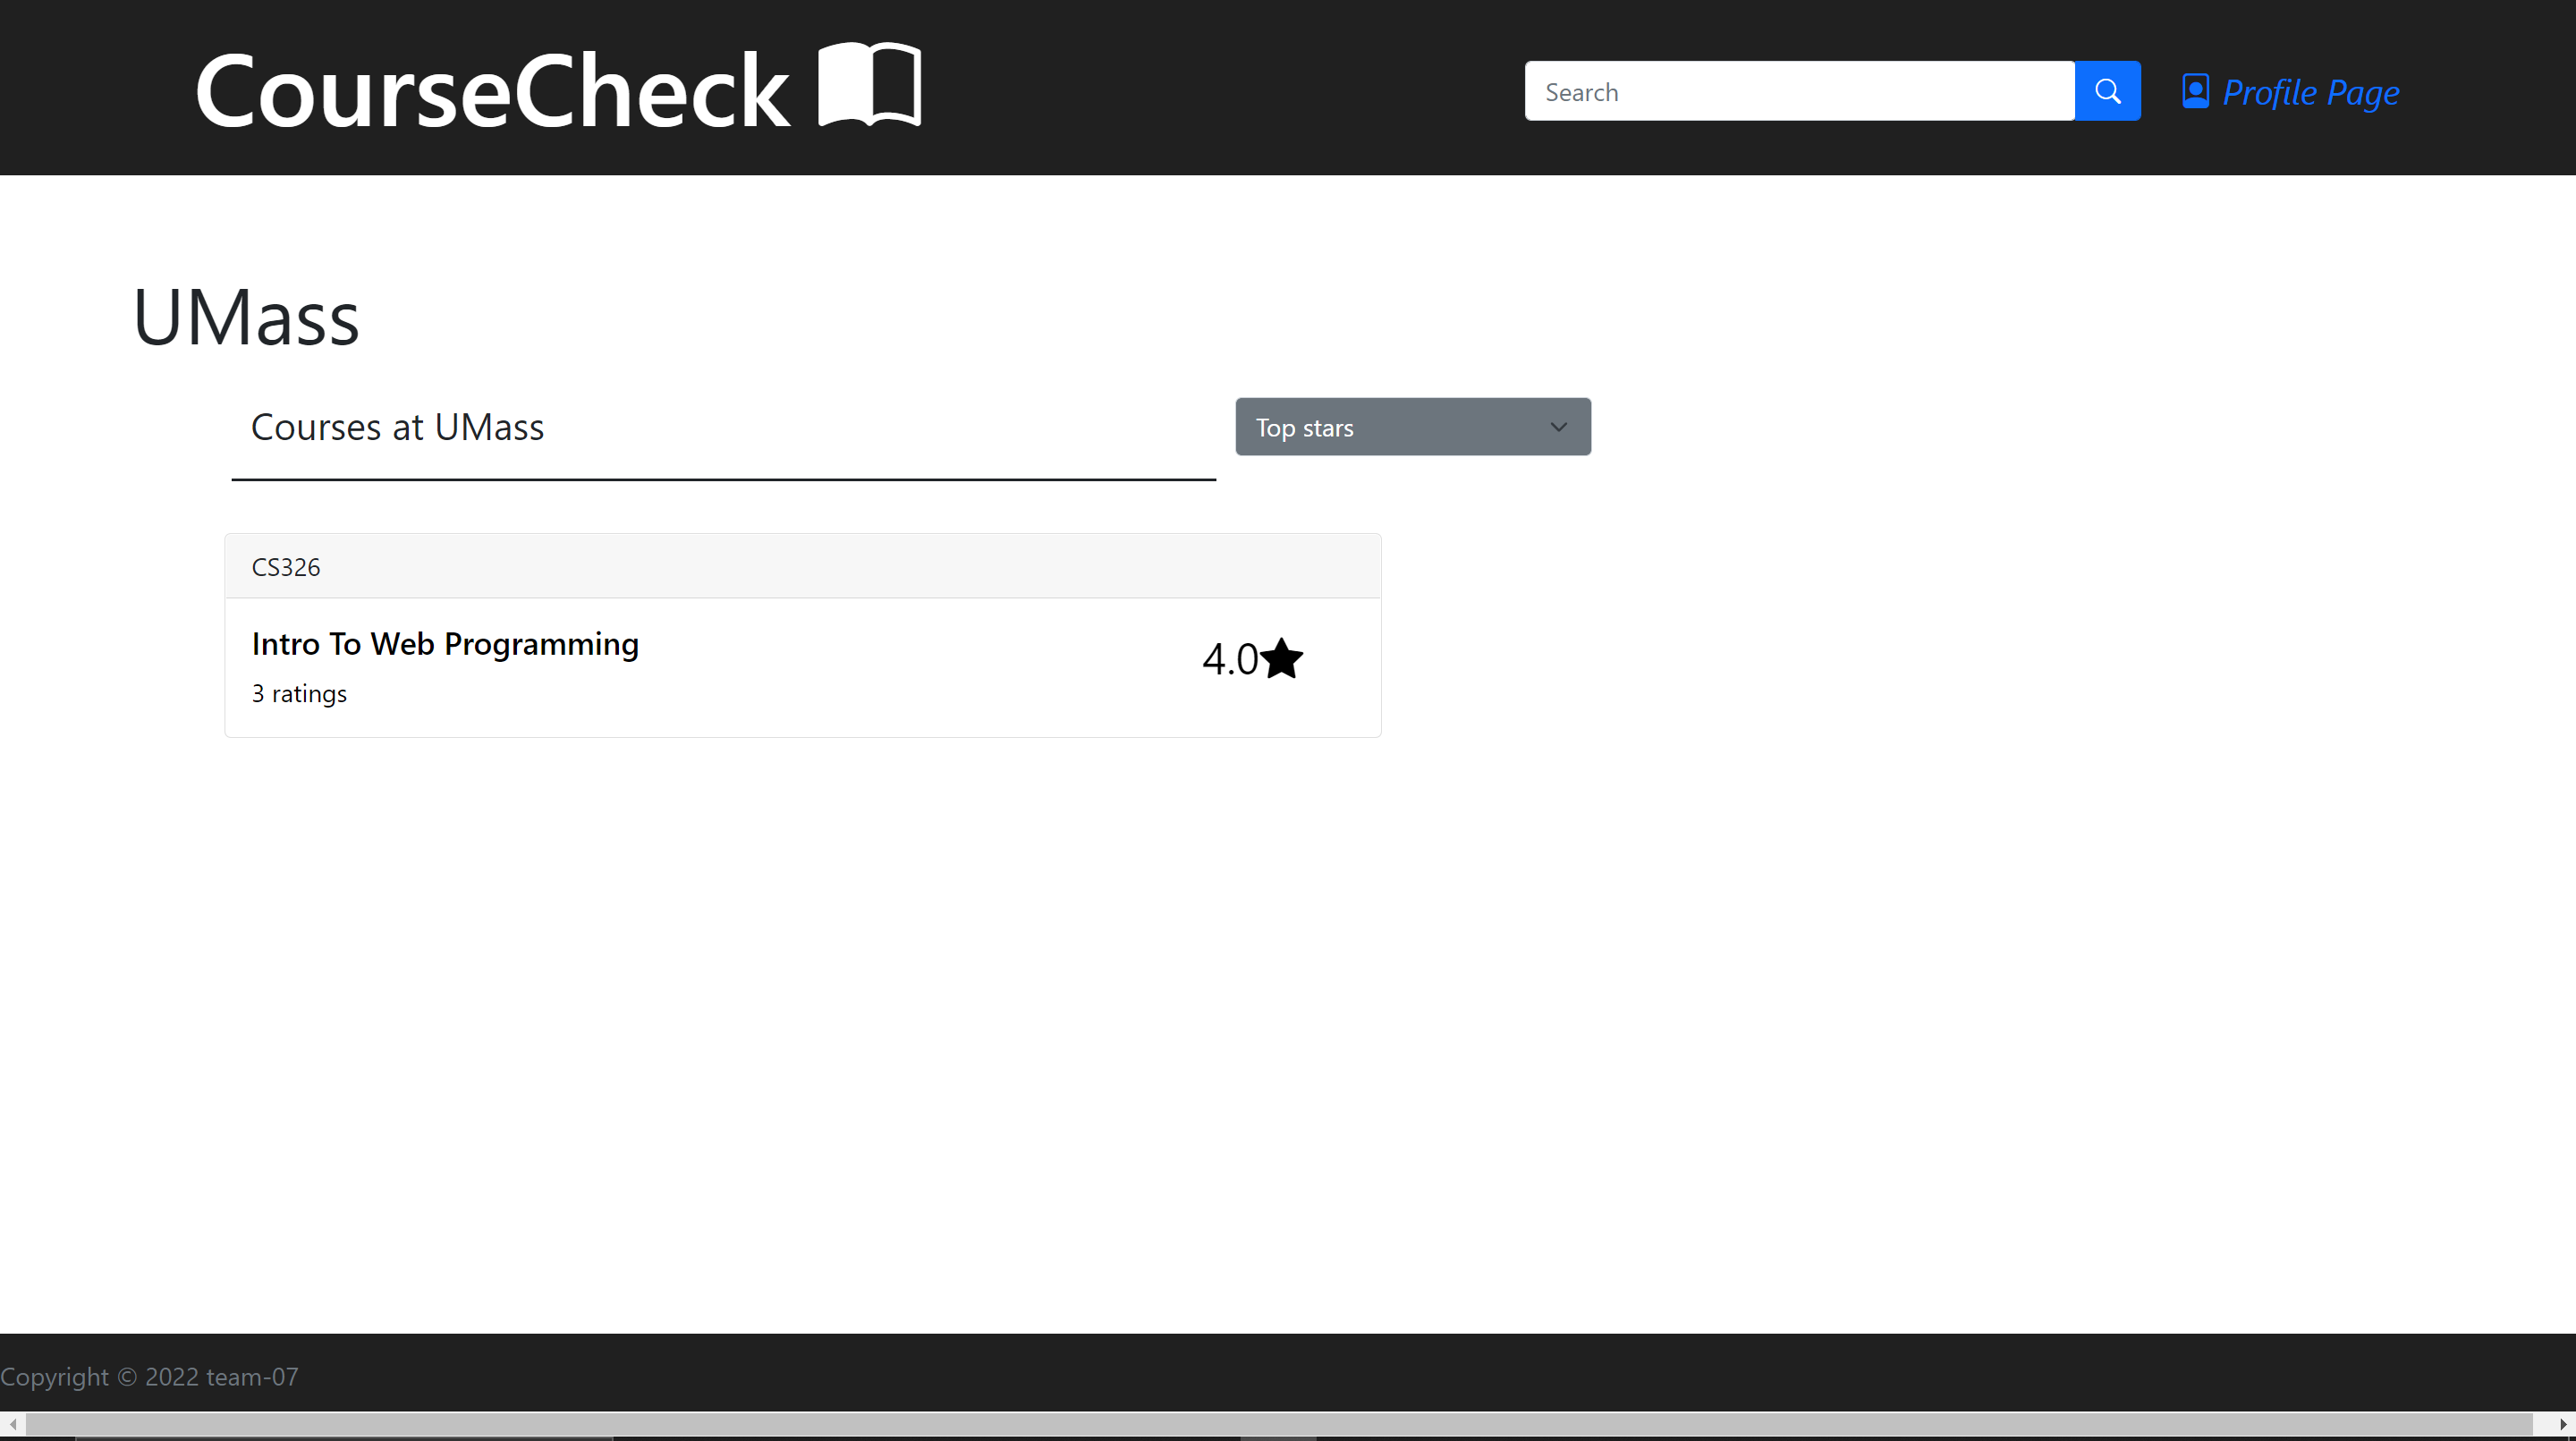 CourseCheck
Search
Profile Page
UMass
Courses at UMass
Top stars
CS326
Intro To Web Programming
4.0
3 ratings
Copyright © 2022 team-07